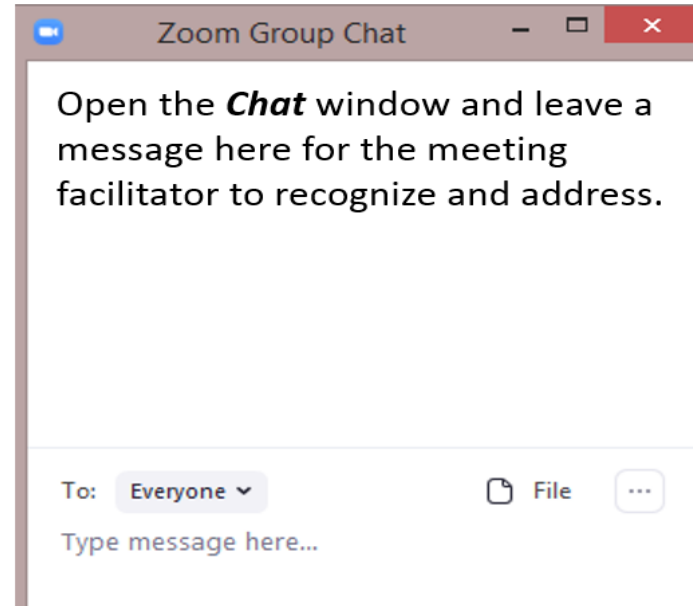 Zoom Group Chat
Open the Chat window and leave a
message here for the meeting
facilitator to recognize and address.
To: Everyone File
Type message here...